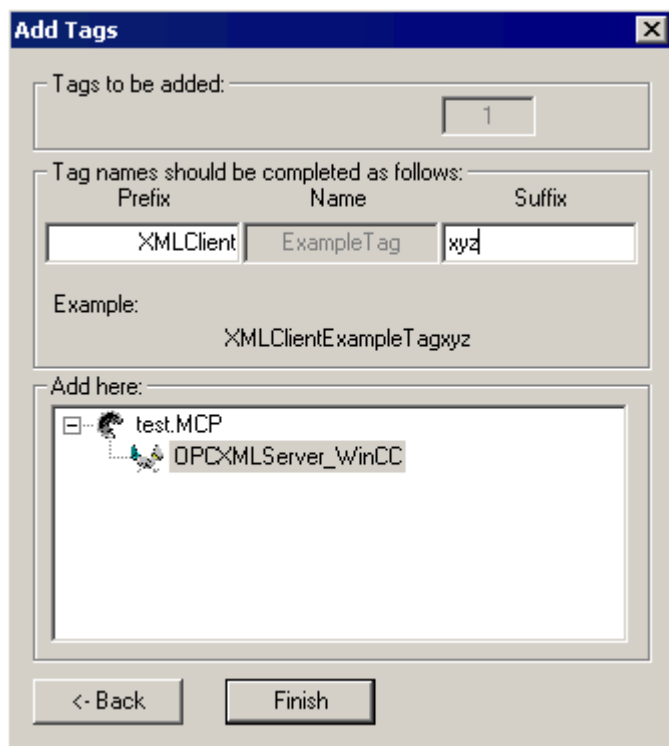 Add Tags
Tags to be added:
1
Tag names should be completed as follows:
Prefix Name Suffix
XMLClient ExampleTag xyz
Example:
XMLClientExampleTagxyz
Add here:
test.MCP
OPCXMLServer_WinCC
<- Back Finish